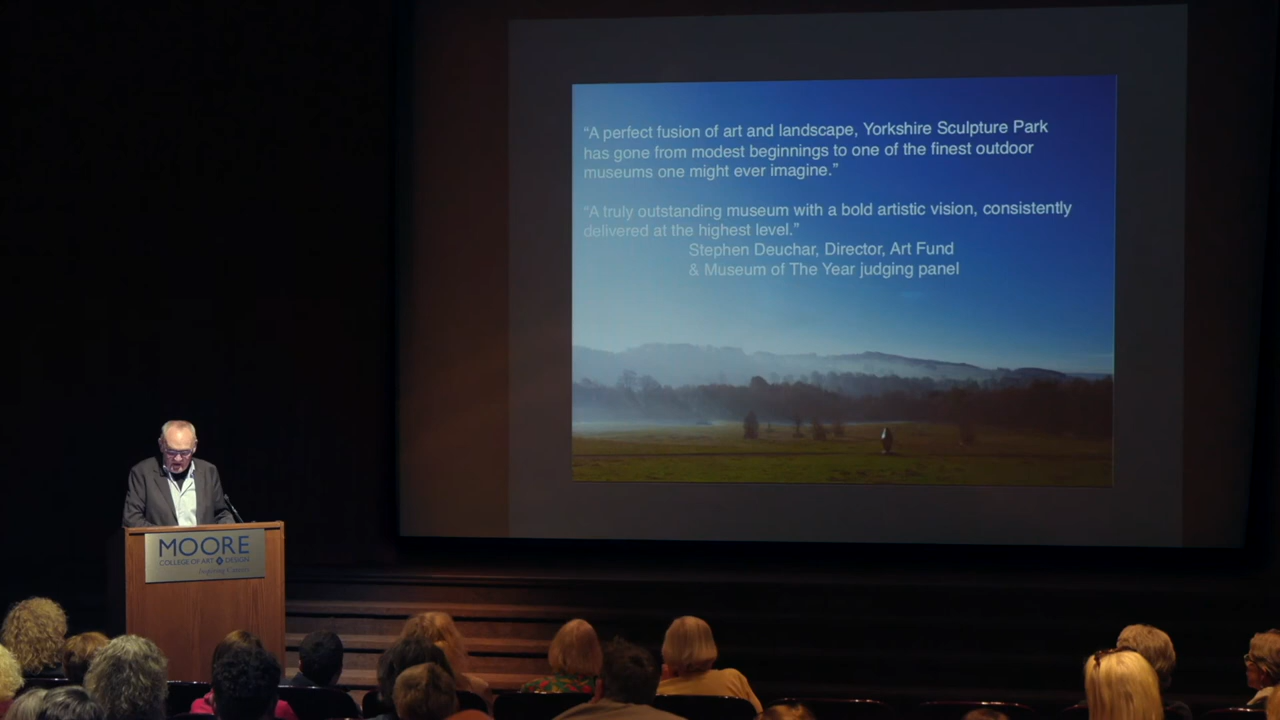 “A perfect fusion of art and landscape, Yorkshire Sculpture Park
has gone from modest beginnings to one of the finest outdoor
museums one might ever imagine.”
“A truly outstanding museum with a bold artistic vision, consistently
delivered at the highest level.”
Stephen Deuchar, Director, Art Fund
& Museum of The Year judging panel
MOORE
COLLEGE OF ART & DESIGN